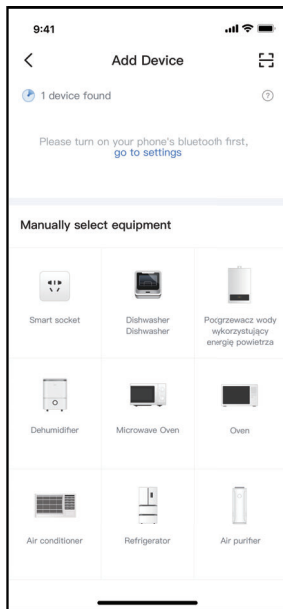 9:41
Add Device
1 device found
?
Please turn on your phone's bluetooth first,
go to settings
Manually select equipment
Smart socket
Dishwasher
Dishwasher
Pocgrzewacz wody
wykorzystujący
energię powietrza
Dehumidifier
Microwave Oven
Oven
Air conditioner
Refrigerator
Air purifier